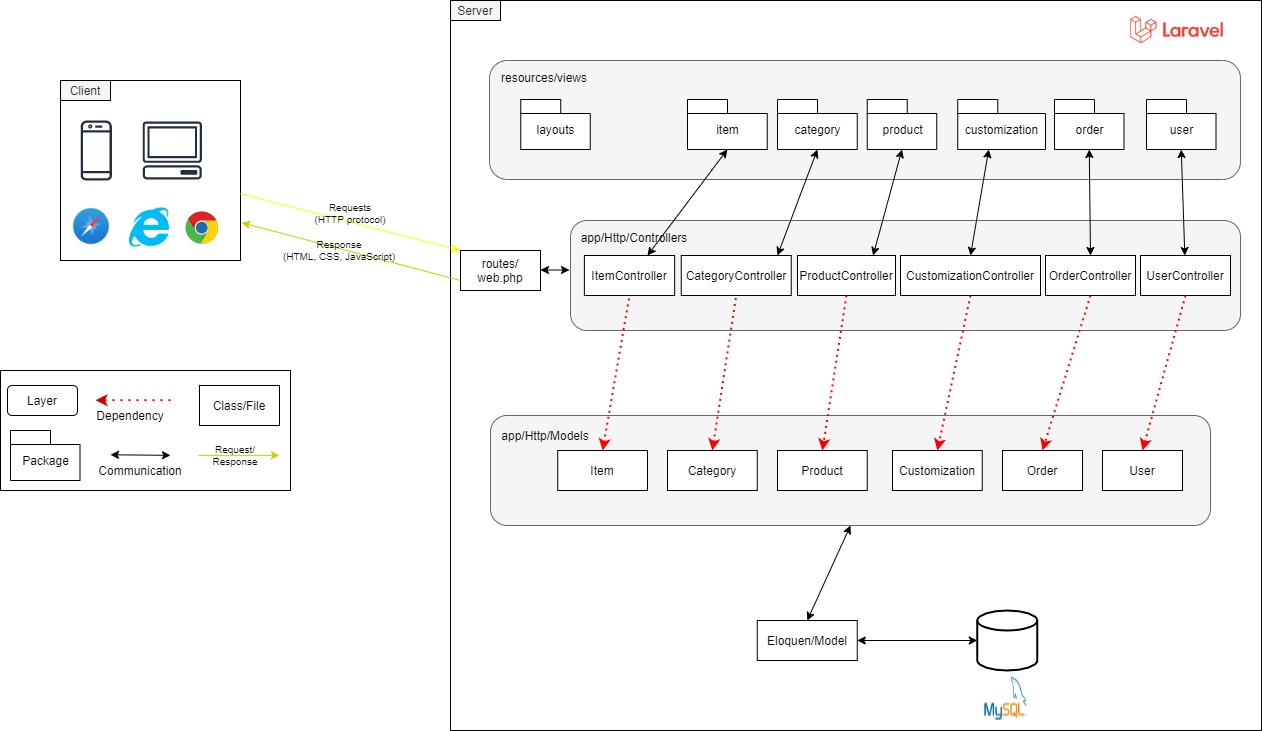 Server
Laravel
resources/views
layouts
item
category
product
customization
order
user
Client
Requests
(HTTP protocol)
Response
(HTML, CSS, JavaScript)
routes/
web.php
app/Http/Controllers
ItemController
CategoryController
ProductController
CustomizationController
OrderController
UserController
Layer
Dependency
Class/File
Package
Communication
Request/
Response
app/Http/Models
Item
Category
Product
Customization
Order
User
Eloquen/Model
MySQL